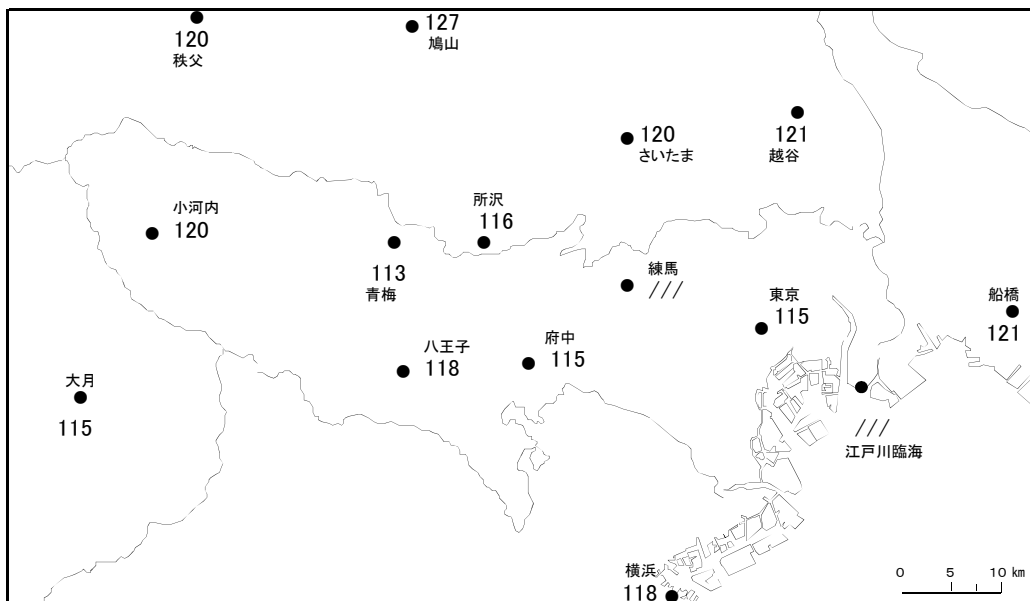 120
秩父
127
鳩山
120
さいたま
121
越谷
小河内
120
所沢
116
113
青梅
練馬
///
東京
115
船橋
121
八王子
118
府中
115
大月
115
///
江戸川臨海
横浜
118
0 5 10 km